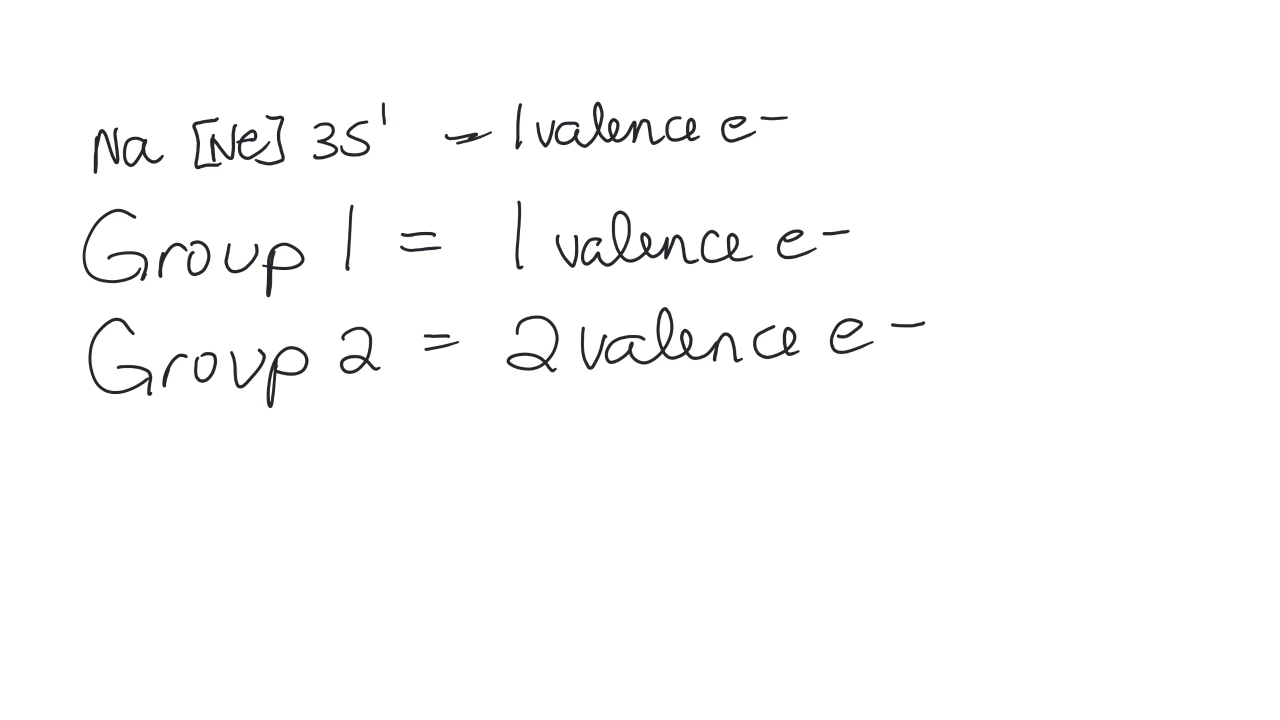 Na [Ne] 3s¹ - 1 valence e-
Group 1 = 1 valence e-
Group 2 = 2 valence e-